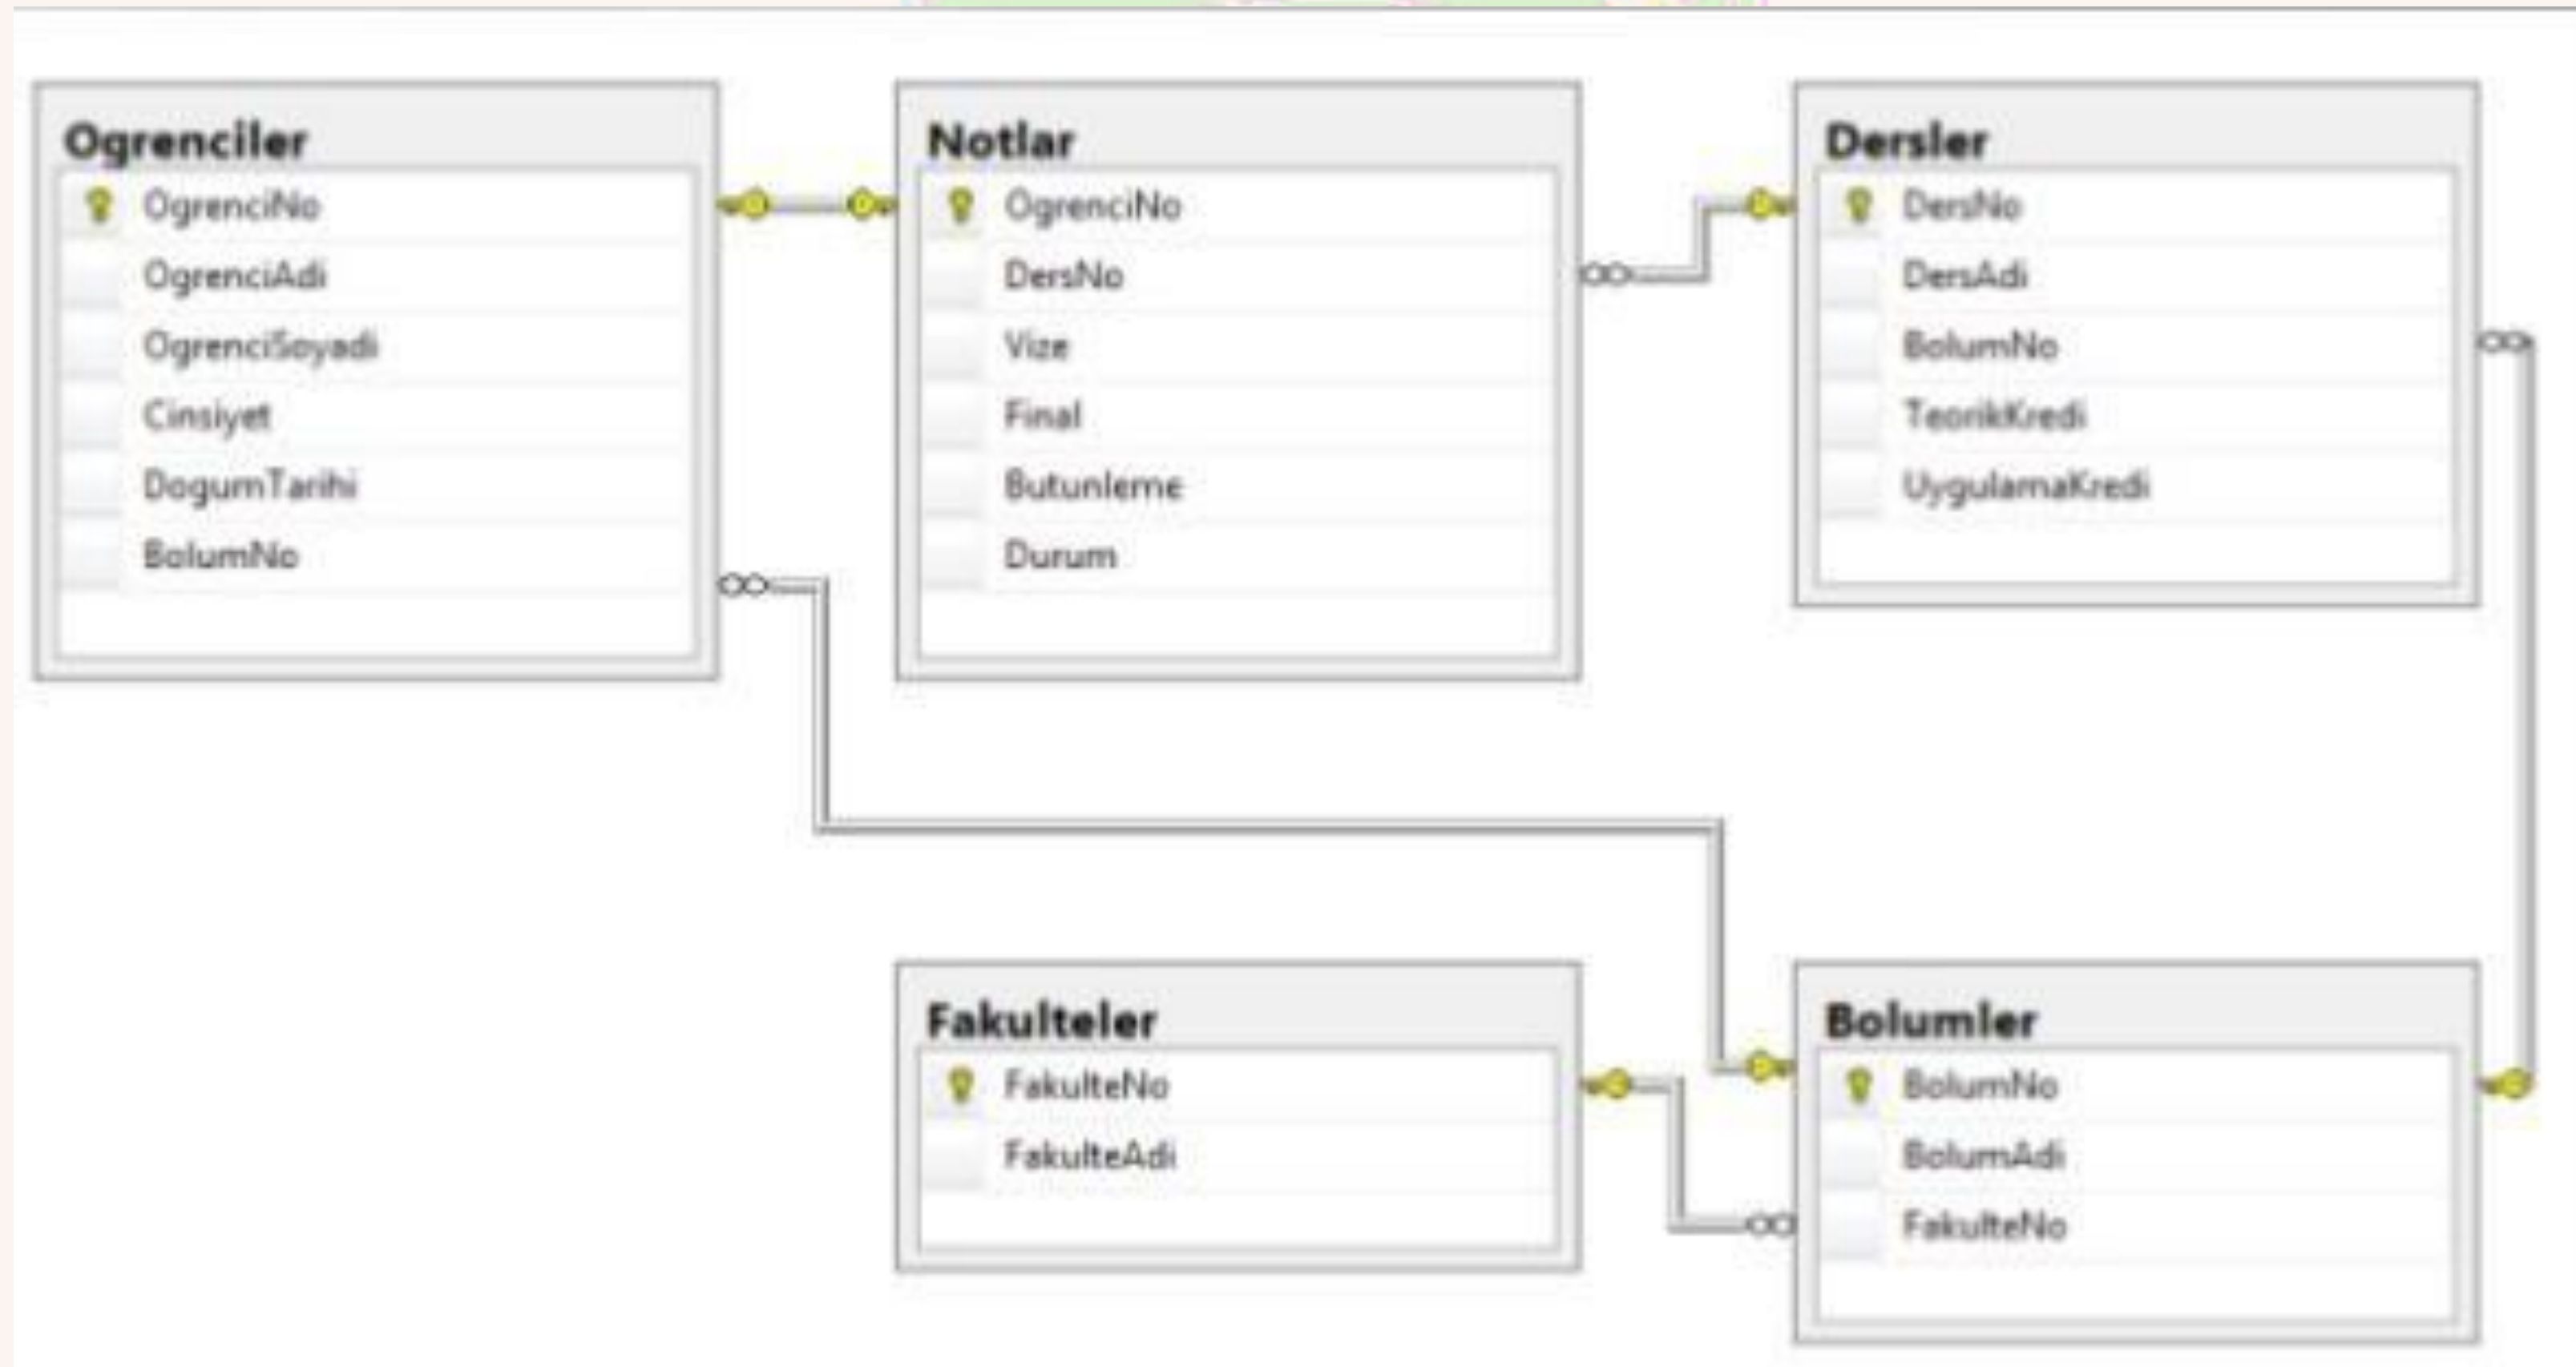 Ogrenciler
OgrenciNo
OgrenciAdi
OgrenciSoyadi
Cinsiyet
DogumTarihi
BolumNo
Notlar
OgrenciNo
DersNo
Vize
Final
Butunleme
Durum
Dersler
DersNo
DersAdi
BolumNo
TeorikKredi
UygulamaKredi
Fakulteler
FakulteNo
FakulteAdi
Bolumler
BolumNo
BolumAdi
FakulteNo